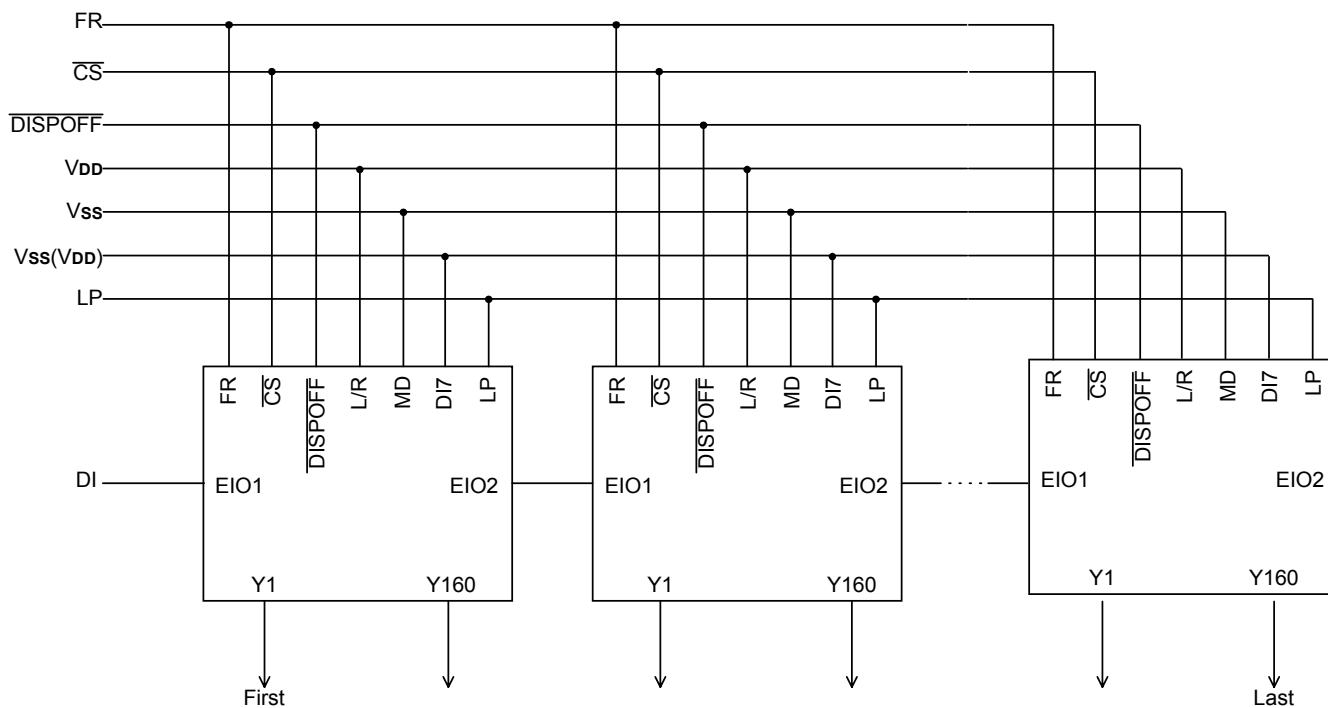 FR
CS
DISPOFF
VDD
VSS
VSS(VDD)
LP
FR CS DISPOFF L/R MD DI7 LP
FR CS DISPOFF L/R MD DI7 LP
FR CS DISPOFF L/R MD DI7 LP
DI EIO1 EIO2 EIO1 EIO2 EIO1 EIO2
Y1 Y160 Y1 Y160 Y1 Y160
First Last